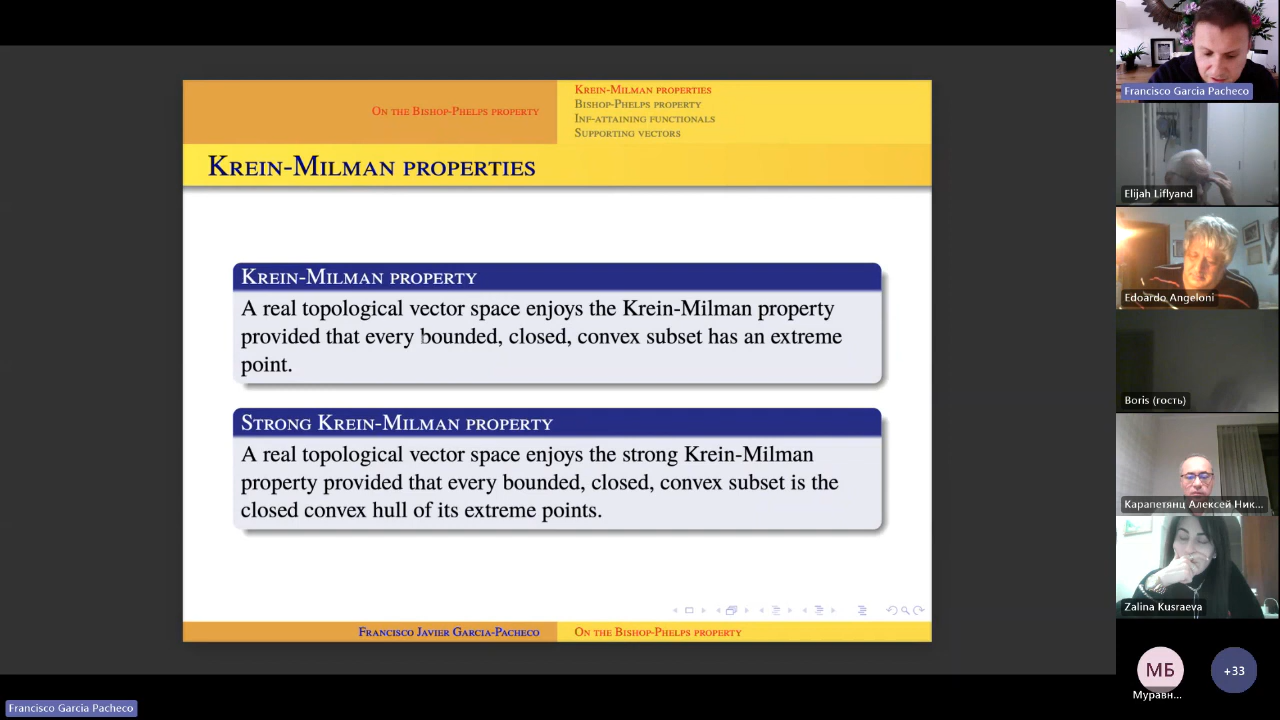 On the Bishop-Phelps property
Krein-Milman properties
Bishop-Phelps property
Inf-attaining functionals
Supporting vectors
Krein-Milman properties
Krein-Milman property
A real topological vector space enjoys the Krein-Milman property
provided that every bounded, closed, convex subset has an extreme
point.
Strong Krein-Milman property
A real topological vector space enjoys the strong Krein-Milman
property provided that every bounded, closed, convex subset is the
closed convex hull of its extreme points.
Francisco Javier Garcia-Pacheco
On the Bishop-Phelps property
Francisco Garcia Pacheco
Elijah Liflyand
Edoardo Angeloni
Boris (гость)
Карапетянц Алексей Ник...
Zalina Kusraeva
МБ
Муравн...
+33
Francisco Garcia Pacheco